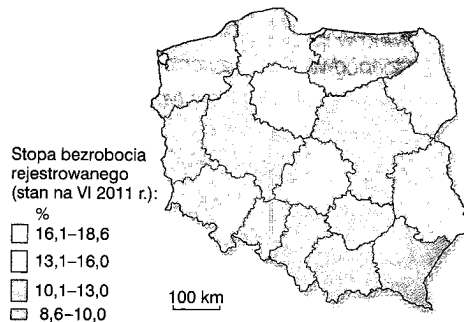 Stopa bezrobocia
rejestrowanego
(stan na VI 2011 r.):
%
16,1–18,6
13,1–16,0
10,1–13,0
8,6–10,0
100 km